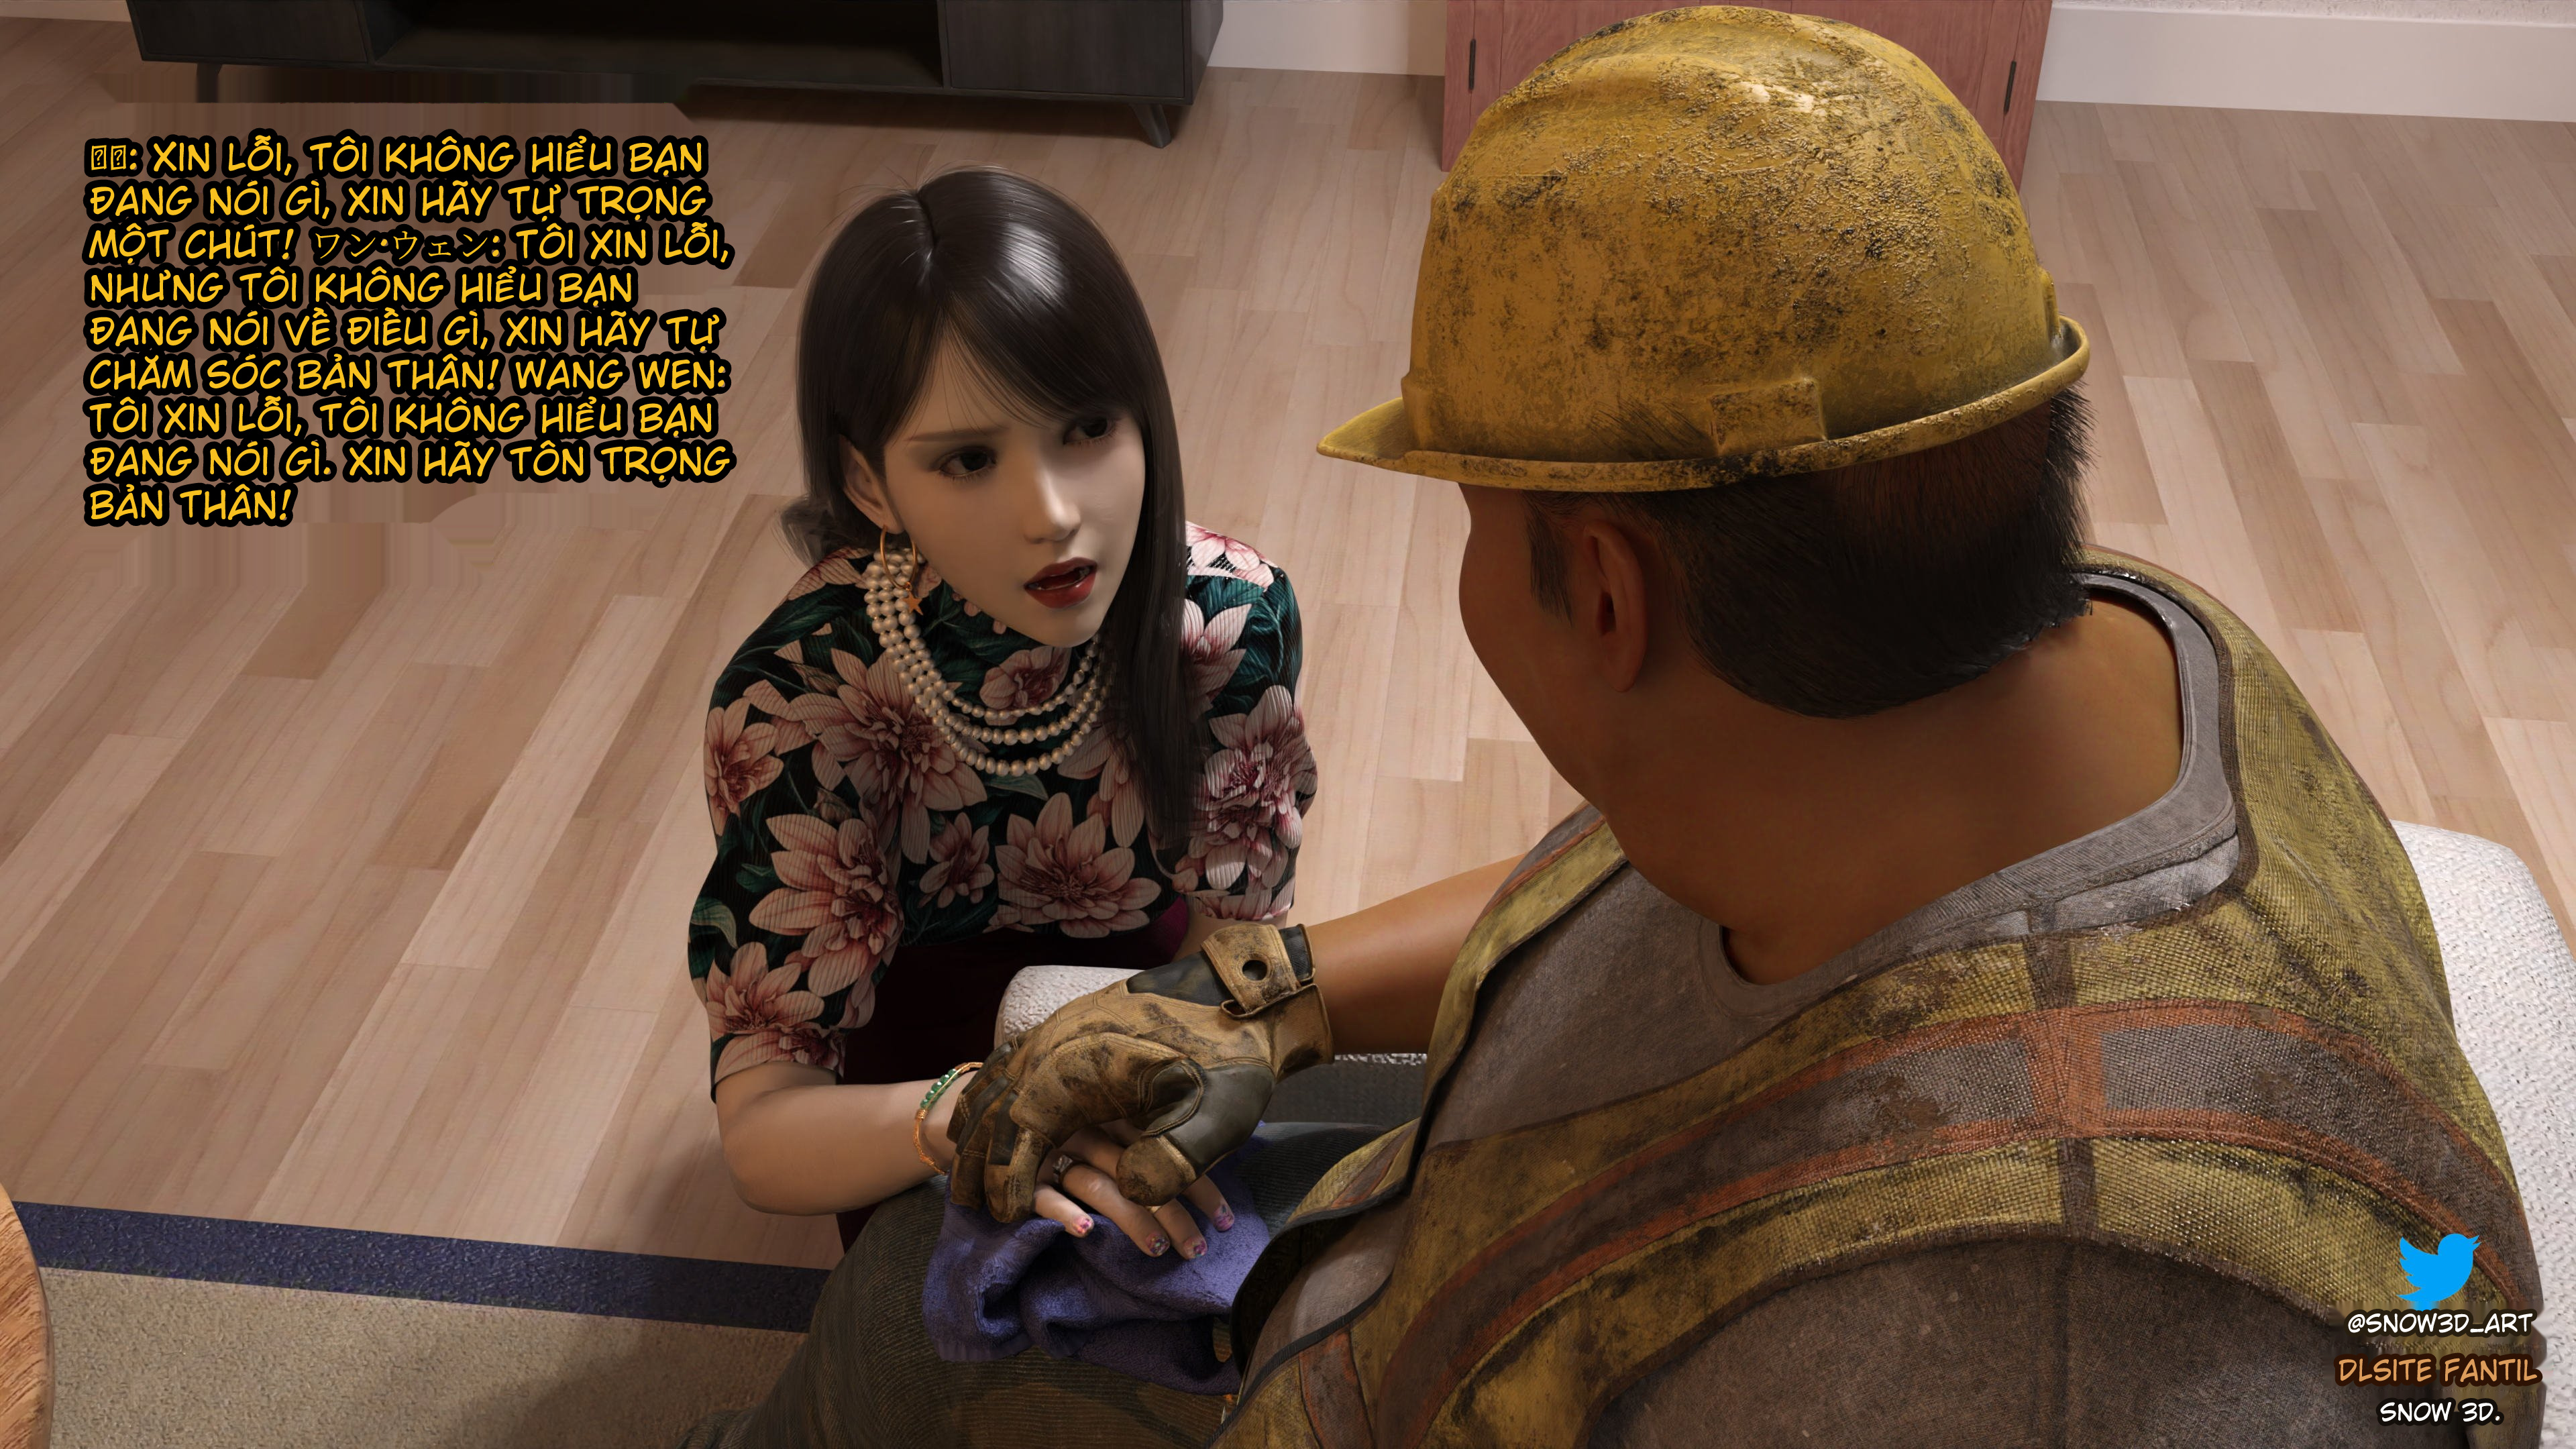 ⍰⍰: XIN LỖI, TÔI KHÔNG HIỂU BẠN
ĐANG NÓI GÌ, XIN HÃY TỰ TRỌNG
MỘT CHÚT! ワン·ウェン: TÔI XIN LỖI,
NHƯNG TÔI KHÔNG HIỂU BẠN
ĐANG NÓI VỀ ĐIỀU GÌ, XIN HÃY TỰ
CHĂM SÓC BẢN THÂN! WANG WEN:
TÔI XIN LỖI, TÔI KHÔNG HIỂU BẠN
ĐANG NÓI GÌ. XIN HÃY TÔN TRỌNG
BẢN THÂN!
@SNOW3D_ART
DLSITE FANTIL
SNOW 3D.